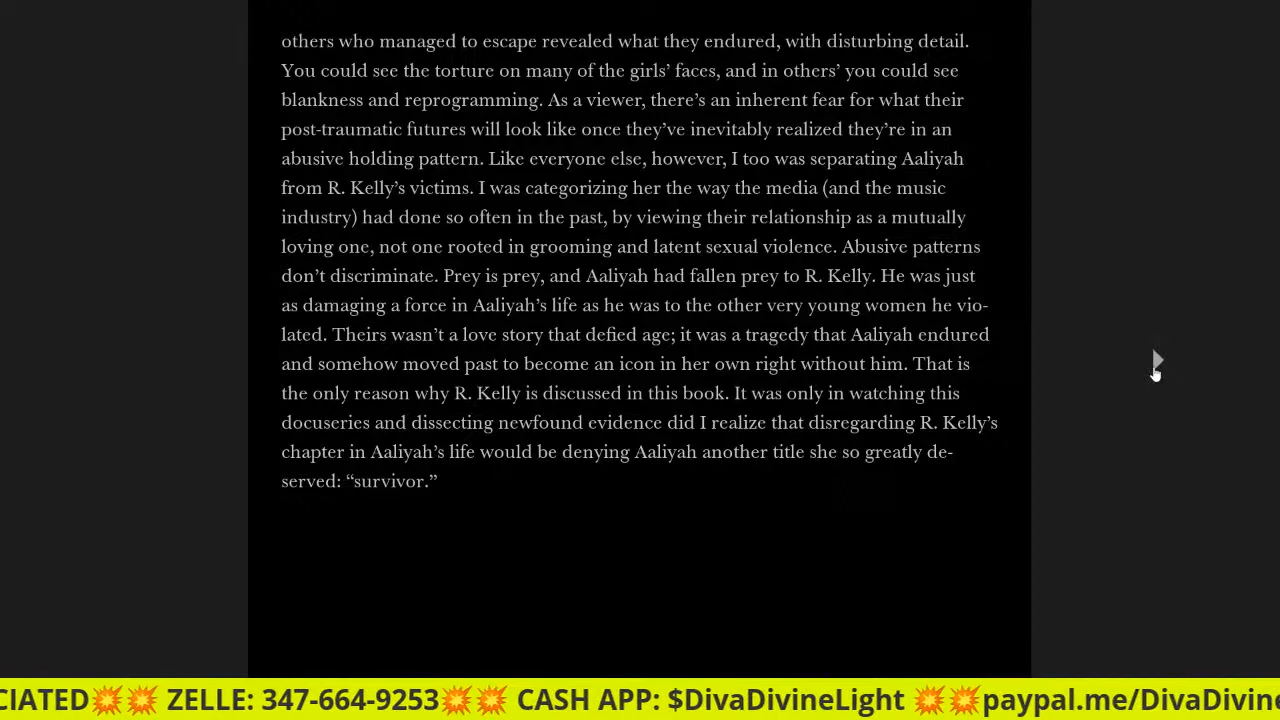 others who managed to escape revealed what they endured, with disturbing detail.
You could see the torture on many of the girls’ faces, and in others’ you could see
blankness and reprogramming. As a viewer, there’s an inherent fear for what their
post-traumatic futures will look like once they’ve inevitably realized they’re in an
abusive holding pattern. Like everyone else, however, I too was separating Aaliyah
from R. Kelly’s victims. I was categorizing her the way the media (and the music
industry) had done so often in the past, by viewing their relationship as a mutually
loving one, not one rooted in grooming and latent sexual violence. Abusive patterns
don’t discriminate. Prey is prey, and Aaliyah had fallen prey to R. Kelly. He was just
as damaging a force in Aaliyah’s life as he was to the other very young women he vio-
lated. Theirs wasn’t a love story that defied age; it was a tragedy that Aaliyah endured
and somehow moved past to become an icon in her own right without him. That is
the only reason why R. Kelly is discussed in this book. It was only in watching this
docuseries and dissecting newfound evidence did I realize that disregarding R. Kelly’s
chapter in Aaliyah’s life would be denying Aaliyah another title she so greatly de-
served: “survivor.”
CIATED💥💥 ZELLE: 347-664-9253💥💥 CASH APP: $DivaDivineLight 💥💥paypal.me/DivaDivine